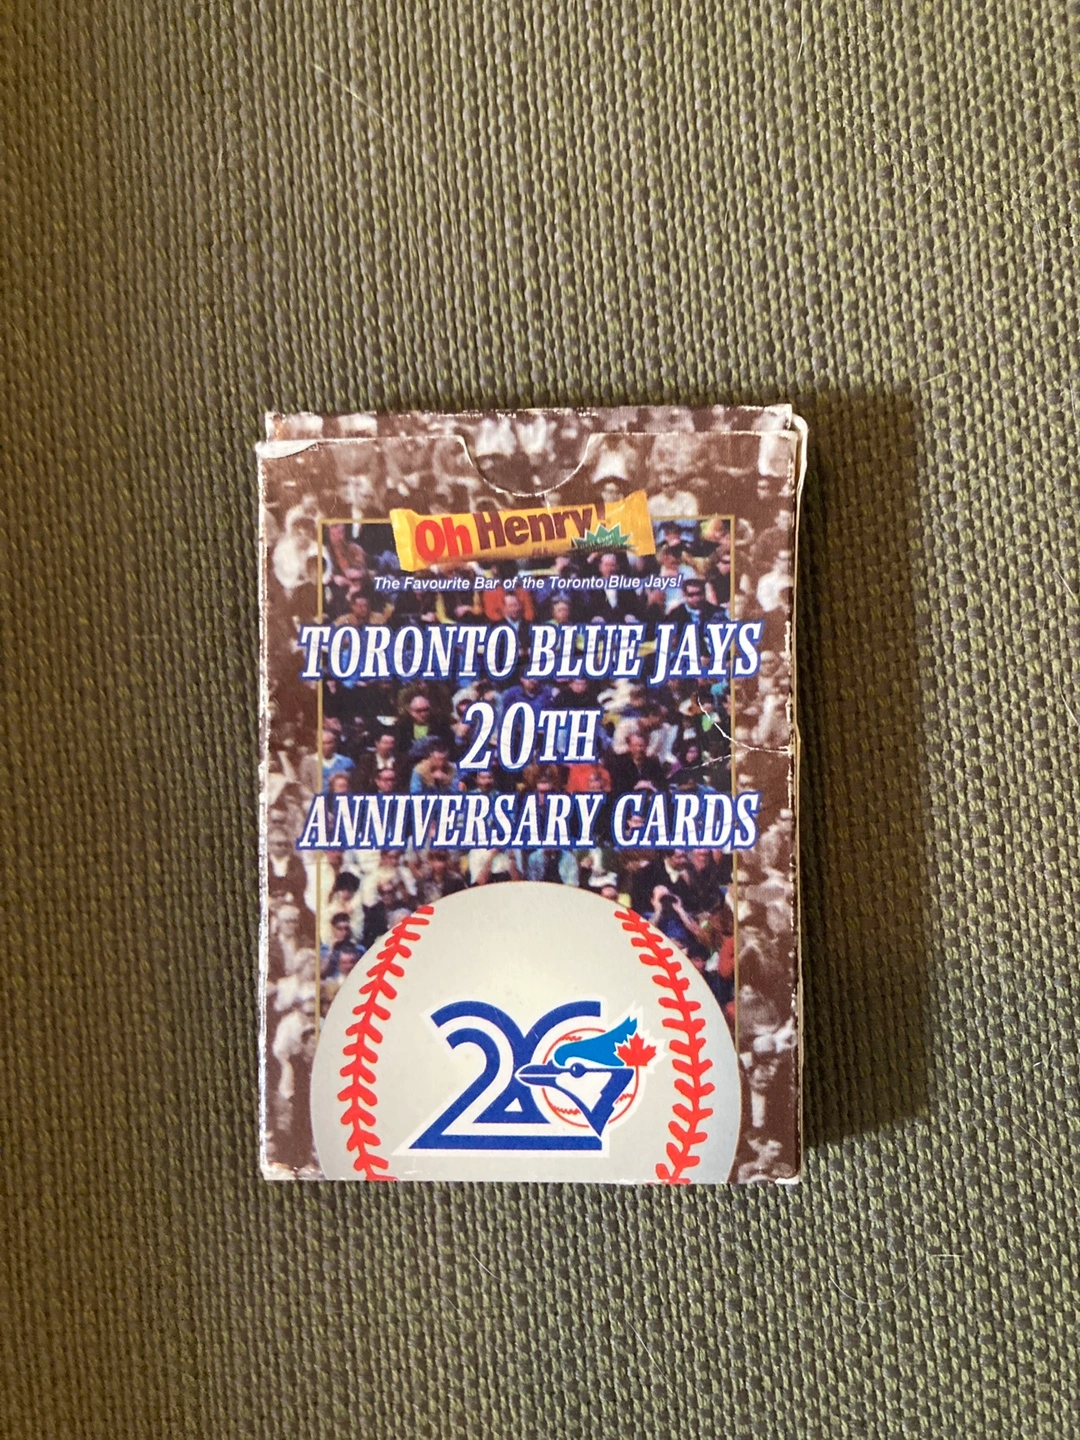 Oh Henry!
The Favourite Bar of the Toronto Blue Jays!
TORONTO BLUE JAYS
20TH
ANNIVERSARY CARDS
20